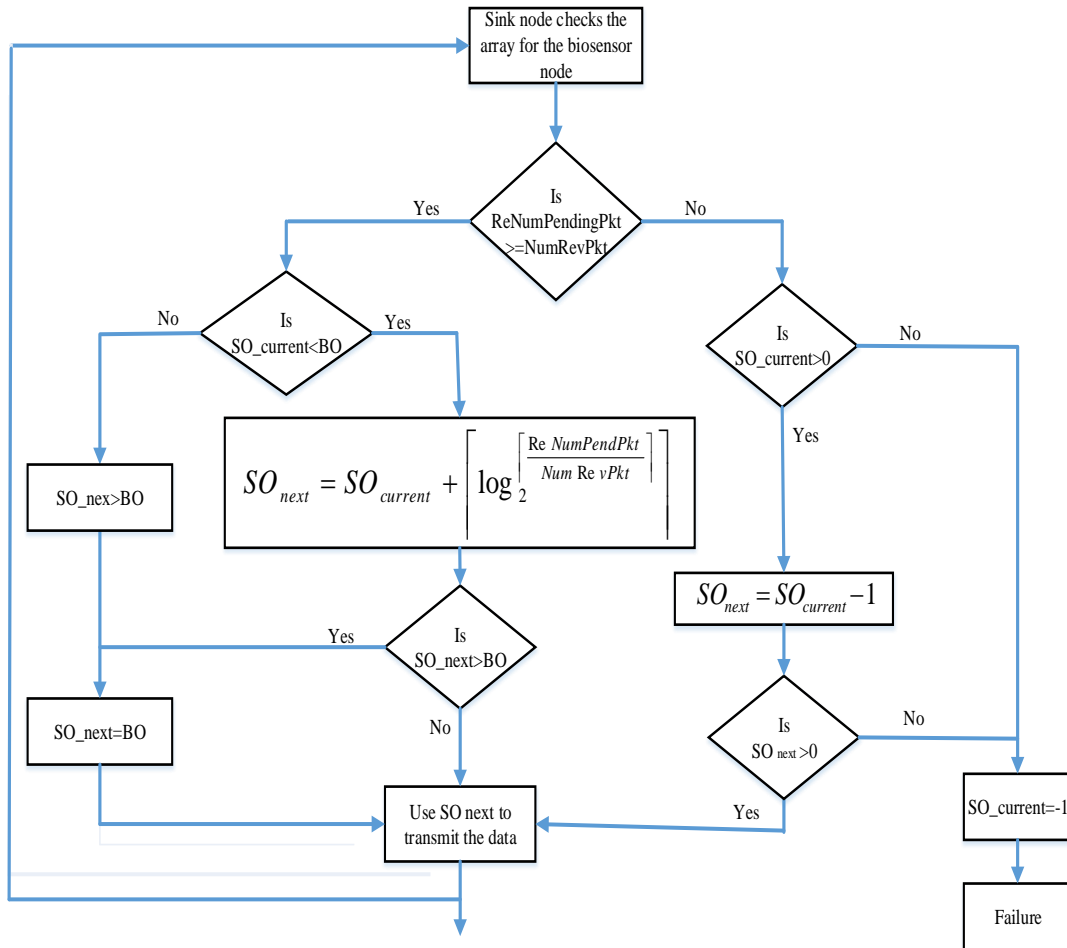 Sink node checks the
array for the biosensor
node
Is
ReNumPendingPkt
>=NumRevPkt
Yes
No
Is
SO_current<BO
No
Yes
Is
SO_current>0
No
Yes
SO_nex>BO
SO_next = SO_current + ⌈log_2^⌈Re NumPendPkt / Num Re vPkt⌉⌉
SO_next = SO_current −1
Is
SO_next>BO
Yes
No
SO_next=BO
Is
SO next >0
No
Yes
Use SO next to
transmit the data
SO_current=-1
Failure